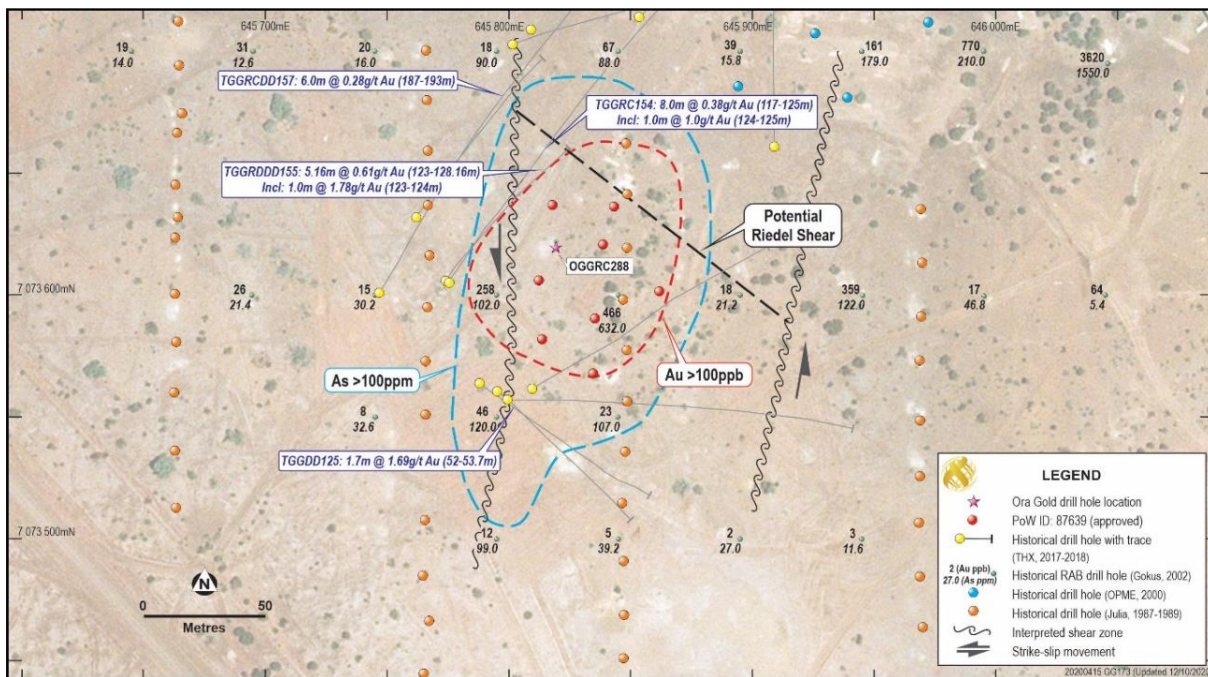 645 700mE
645 800mE
645 900mE
646 000mE
19
14.0
31
12.6
20
16.0
18
90.0
67
88.0
39
15.8
161
179.0
770
210.0
3620
1550.0
TGGRCDD157: 6.0m @ 0.28g/t Au (187-193m)
TGGRC154: 8.0m @ 0.38g/t Au (117-125m)
Incl: 1.0m @ 1.0g/t Au (124-125m)
TGGRDDD155: 5.16m @ 0.61g/t Au (123-128.16m)
Incl: 1.0m @ 1.78g/t Au (123-124m)
Potential
Riedel Shear
OGGRC288
7 073 600mN
26
21.4
15
30.2
258
102.0
466
632.0
18
21.2
359
122.0
17
46.8
64
5.4
As >100ppm
Au >100ppb
8
32.6
46
120.0
23
107.0
TGGDD125: 1.7m @ 1.69g/t Au (52-53.7m)
7 073 500mN
12
99.0
5
39.2
2
27.0
3
11.6
N
0
50
Metres
LEGEND
Ora Gold drill hole location
PoW ID: 87639 (approved)
Historical drill hole with trace
(THX, 2017-2018)
2 (Au ppb)
27.0 (As ppm)
Historical RAB drill hole (Gokus, 2002)
Historical drill hole (OPME, 2000)
Historical drill hole (Julia, 1987-1989)
Interpreted shear zone
Strike-slip movement